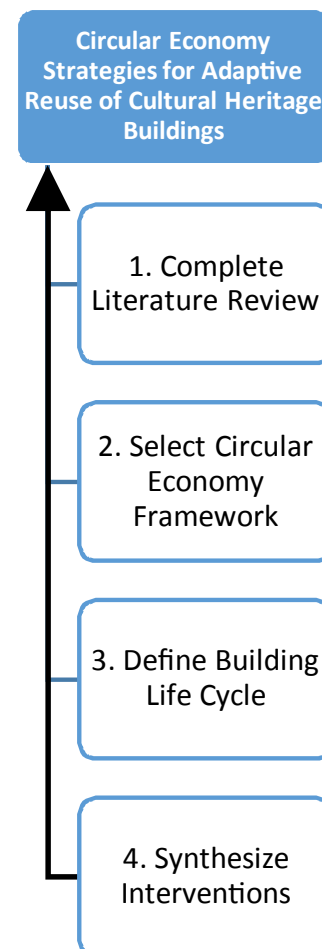 Circular Economy
Strategies for Adaptive
Reuse of Cultural Heritage
Buildings
1. Complete
Literature Review
2. Select Circular
Economy
Framework
3. Define Building
Life Cycle
4. Synthesize
Interventions